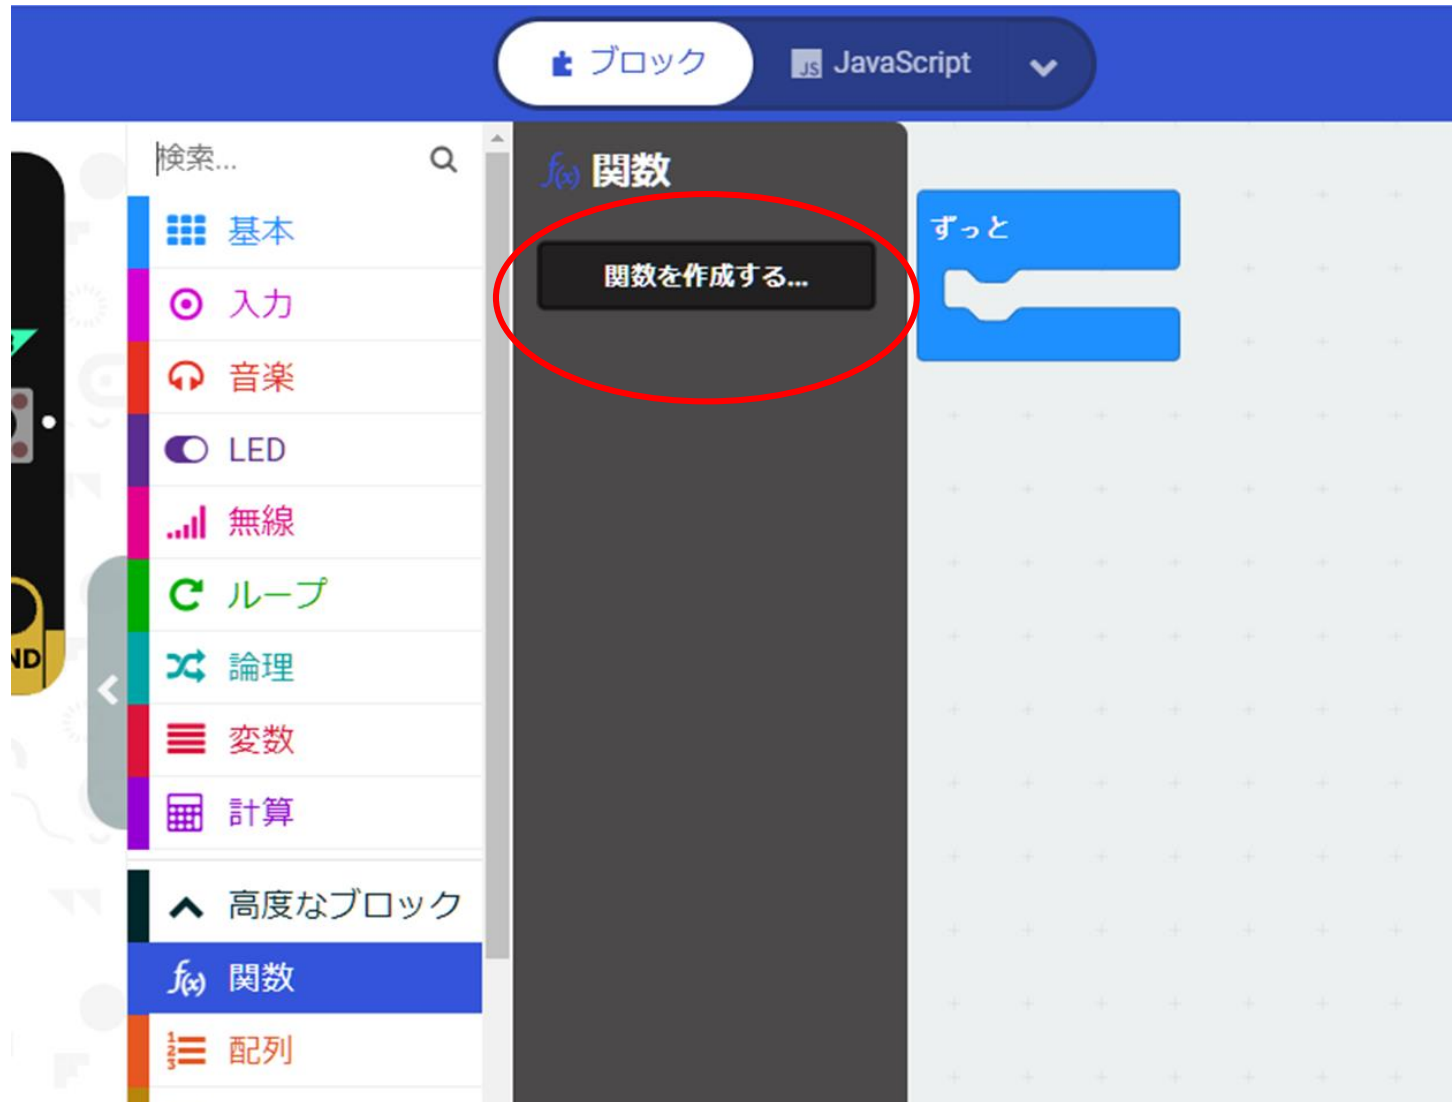 ブロック
JS JavaScript
検索...
基本
入力
音楽
LED
無線
ループ
論理
変数
計算
高度なブロック
f(x) 関数
配列
f(x) 関数
関数を作成する...
ずっと